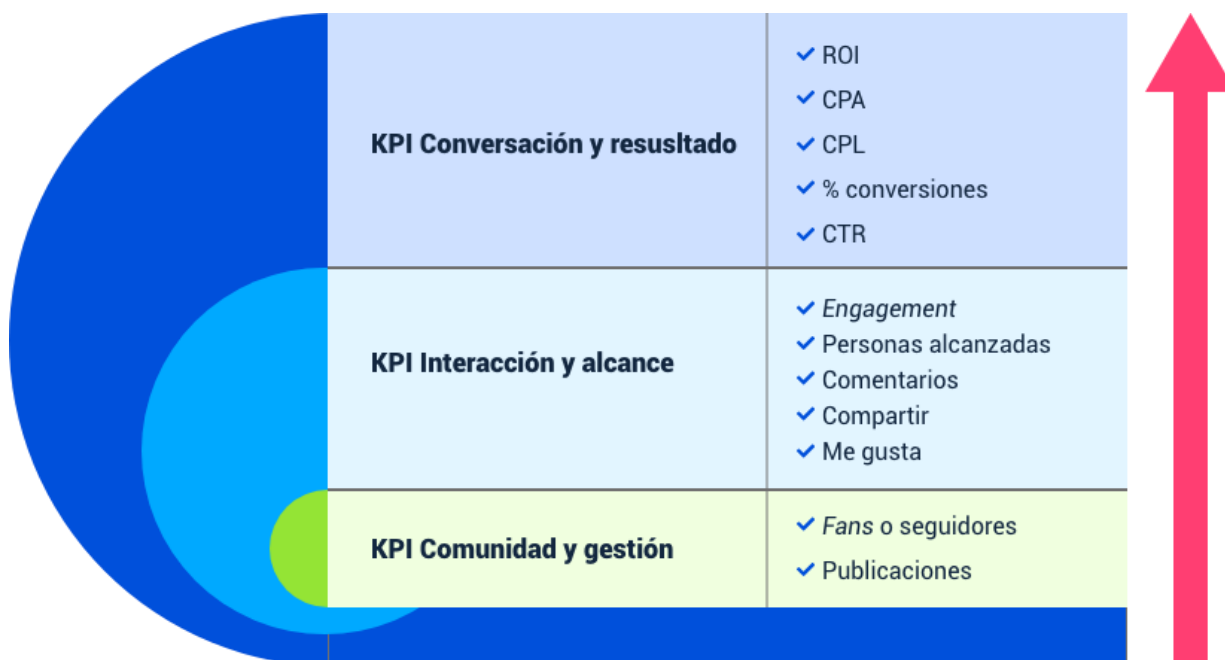 KPI Conversación y resusltado
ROI
CPA
CPL
% conversiones
CTR
KPI Interacción y alcance
Engagement
Personas alcanzadas
Comentarios
Compartir
Me gusta
KPI Comunidad y gestión
Fans o seguidores
Publicaciones